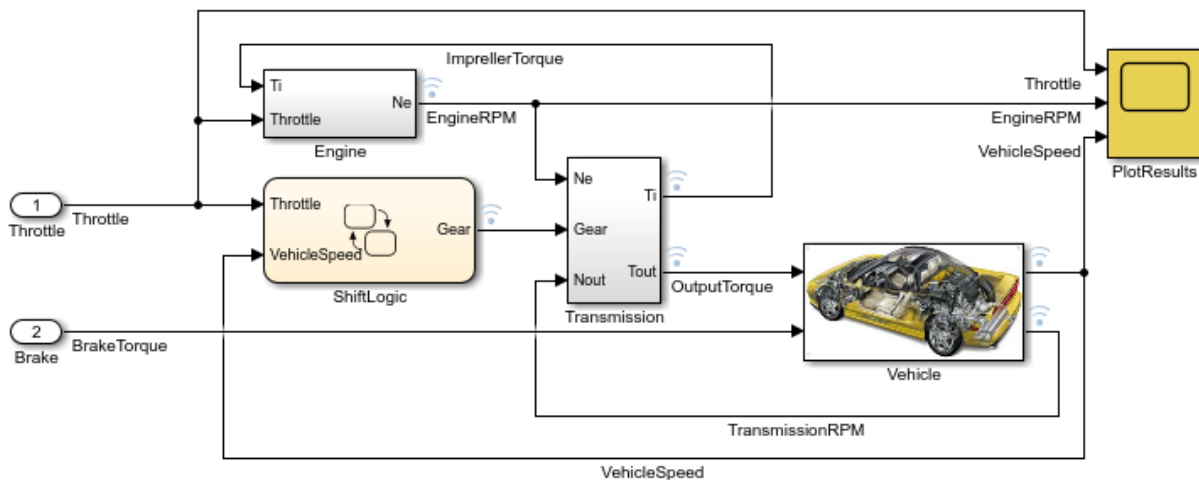 ImprellerTorque
Ti
Throttle
Ne
EngineRPM
Engine
Throttle
EngineRPM
VehicleSpeed
PlotResults
1
Throttle
Throttle
Throttle
VehicleSpeed
Gear
ShiftLogic
Ne
Gear
Nout
Ti
Tout
Transmission
OutputTorque
2
Brake
BrakeTorque
Vehicle
TransmissionRPM
VehicleSpeed